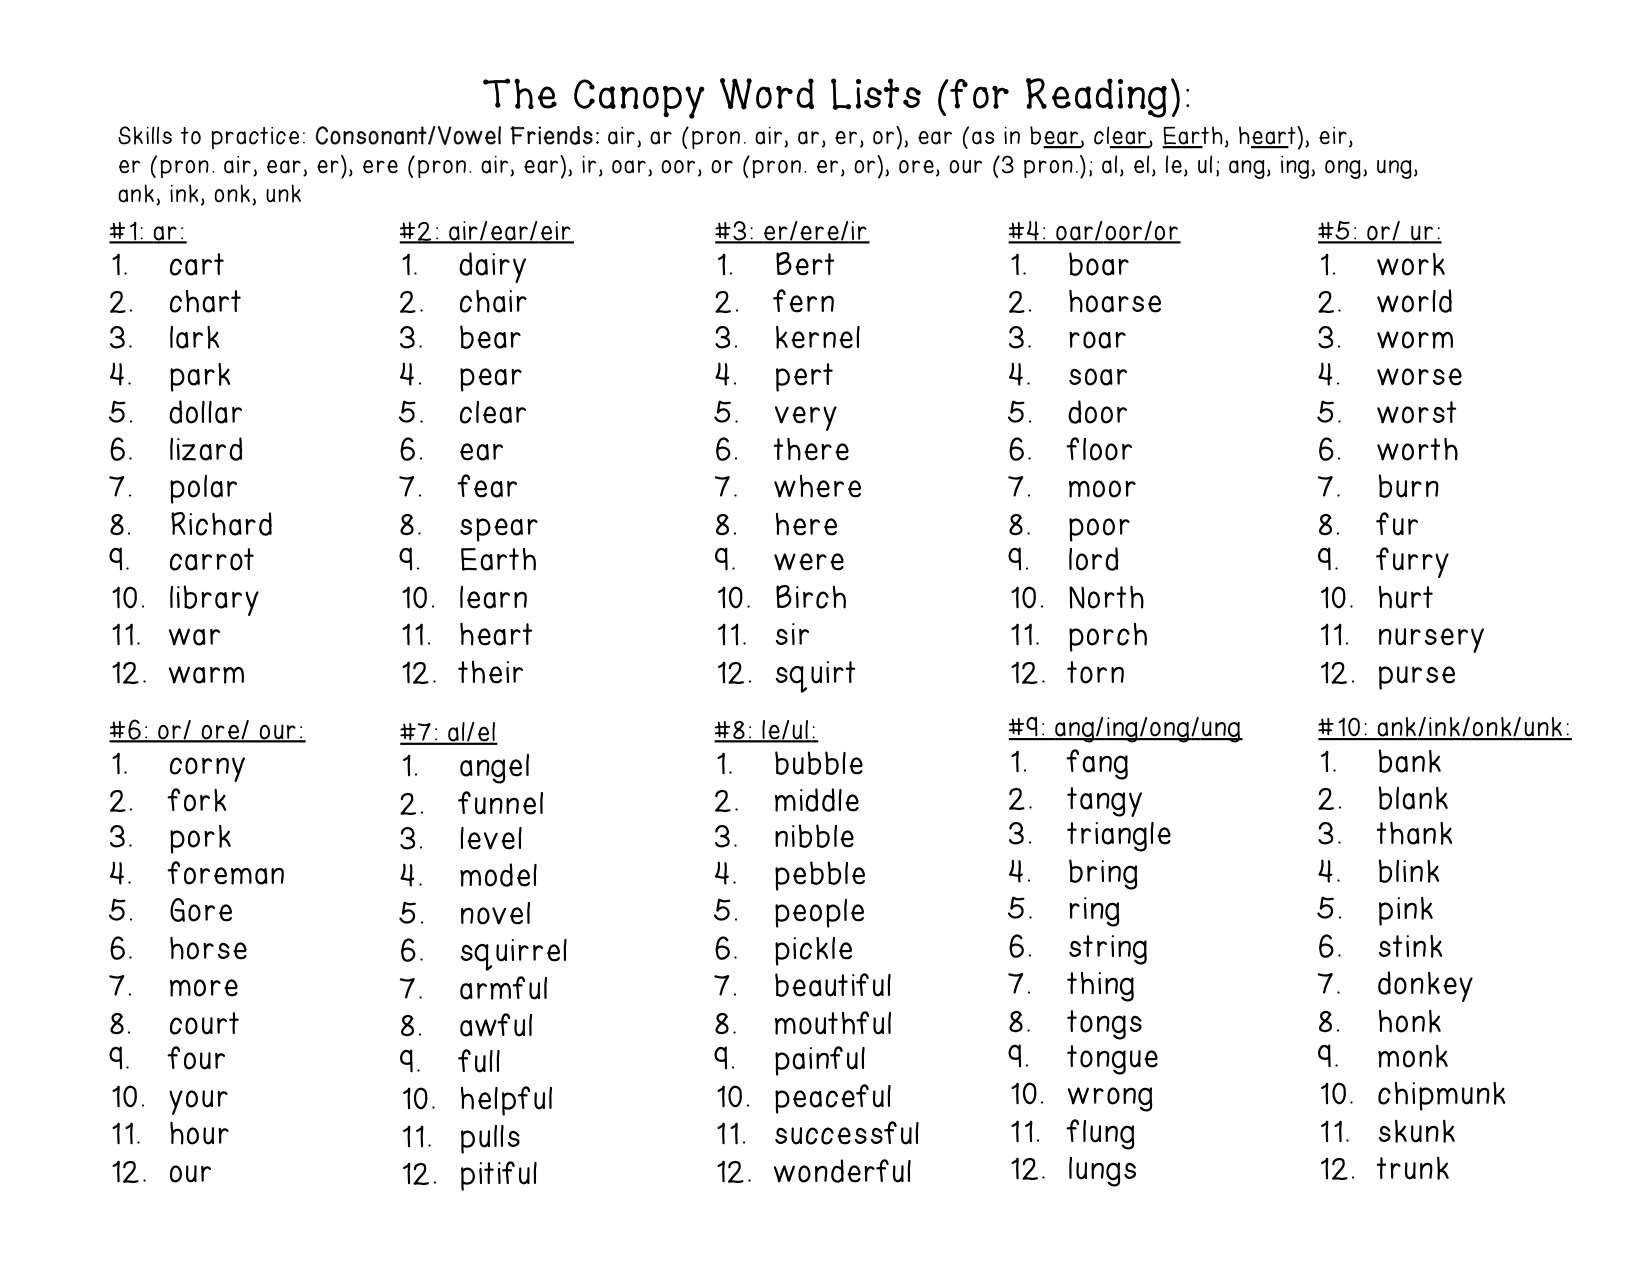 The Canopy Word Lists (for Reading):
Skills to practice: Consonant/Vowel Friends: air, ar (pron. air, ar, er, or), ear (as in bear, clear, Earth, heart), eir,
er (pron. air, ear, er), ere (pron. air, ear), ir, oar, oor, or (pron. er, or), ore, our (3 pron.); al, el, le, ul; ang, ing, ong, ung,
ank, ink, onk, unk
#1: ar:
1. cart
2. chart
3. lark
4. park
5. dollar
6. lizard
7. polar
8. Richard
9. carrot
10. library
11. war
12. warm
#2: air/ear/eir
1. dairy
2. chair
3. bear
4. pear
5. clear
6. ear
7. fear
8. spear
9. Earth
10. learn
11. heart
12. their
#3: er/ere/ir
1. Bert
2. fern
3. kernel
4. pert
5. very
6. there
7. where
8. here
9. were
10. Birch
11. sir
12. squirt
#4: oar/oor/or
1. boar
2. hoarse
3. roar
4. soar
5. door
6. floor
7. moor
8. poor
9. lord
10. North
11. porch
12. torn
#5: or/ ur:
1. work
2. world
3. worm
4. worse
5. worst
6. worth
7. burn
8. fur
9. furry
10. hurt
11. nursery
12. purse
#6: or/ ore/ our:
1. corny
2. fork
3. pork
4. foreman
5. Gore
6. horse
7. more
8. court
9. four
10. your
11. hour
12. our
#7: al/el
1. angel
2. funnel
3. level
4. model
5. novel
6. squirrel
7. armful
8. awful
9. full
10. helpful
11. pulls
12. pitiful
#8: le/ul:
1. bubble
2. middle
3. nibble
4. pebble
5. people
6. pickle
7. beautiful
8. mouthful
9. painful
10. peaceful
11. successful
12. wonderful
#9: ang/ing/ong/ung
1. fang
2. tangy
3. triangle
4. bring
5. ring
6. string
7. thing
8. tongs
9. tongue
10. wrong
11. flung
12. lungs
#10: ank/ink/onk/unk:
1. bank
2. blank
3. thank
4. blink
5. pink
6. stink
7. donkey
8. honk
9. monk
10. chipmunk
11. skunk
12. trunk